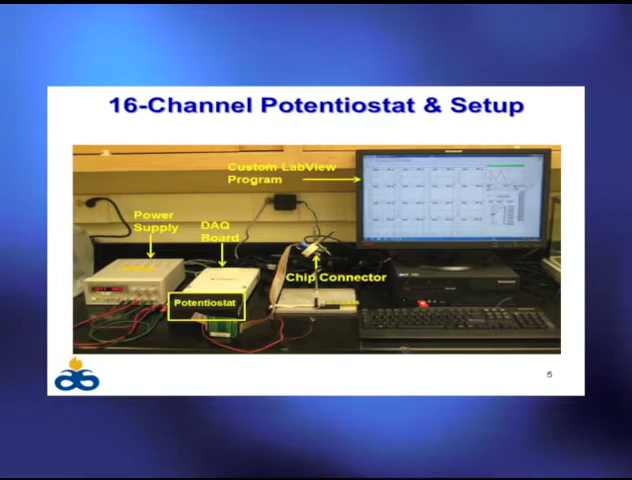 16-Channel Potentiostat & Setup
Custom LabView
Program
Power
Supply
DAQ
Board
Chip Connector
Potentiostat
5